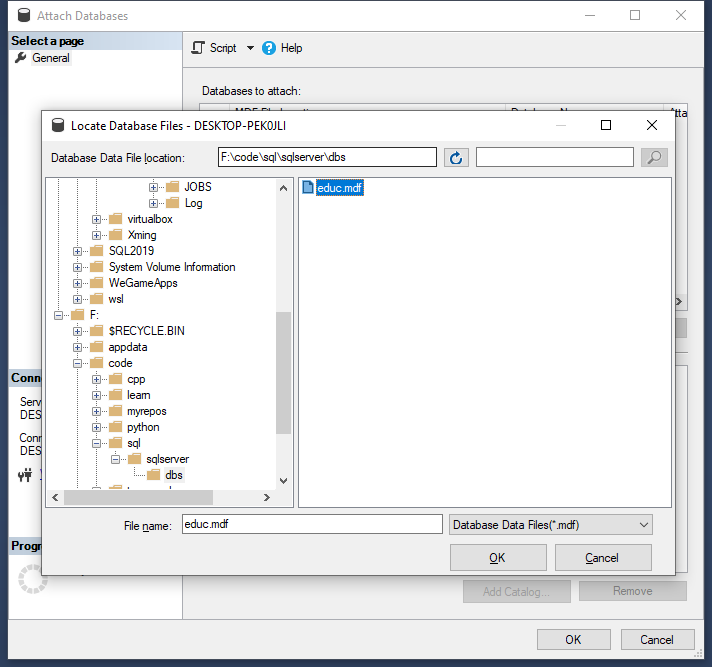 Attach Databases
Select a page
General
Script
Help
Databases to attach:
Atta
Locate Database Files - DESKTOP-PEK0JLI
Database Data File location:
F:\code\sql\sqlserver\dbs
JOBS
Log
virtualbox
Xming
SQL2019
System Volume Information
WeGameApps
wsl
F:
$RECYCLE.BIN
appdata
code
cpp
learn
myrepos
python
sql
sqlserver
dbs
educ.mdf
File name:
educ.mdf
Database Data Files(*.mdf)
OK
Cancel
Conn
Serv
DES
Conn
DES
Progr
Add Catalog...
Remove
OK
Cancel